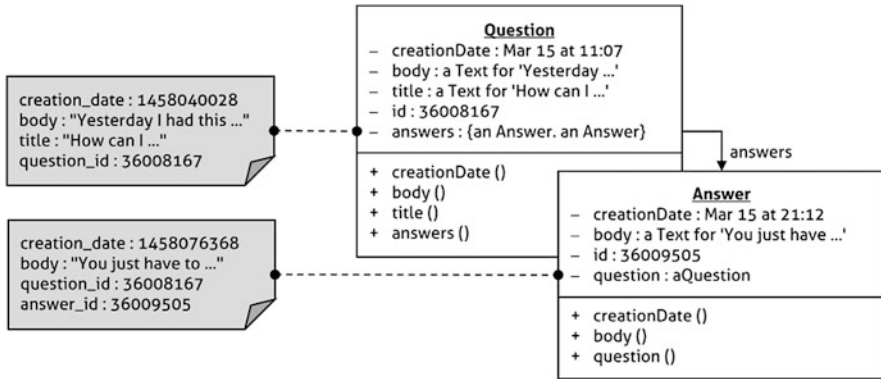 Question
– creationDate : Mar 15 at 11:07
– body : a Text for 'Yesterday ...'
– title : a Text for 'How can I ...'
– id : 36008167
– answers : {an Answer. an Answer}
+ creationDate ()
+ body ()
+ title ()
+ answers ()
creation_date : 1458040028
body : "Yesterday I had this ..."
title : "How can I ..."
question_id : 36008167
answers
Answer
– creationDate : Mar 15 at 21:12
– body : a Text for 'You just have ...'
– id : 36009505
– question : aQuestion
+ creationDate ()
+ body ()
+ question ()
creation_date : 1458076368
body : "You just have to ..."
question_id : 36008167
answer_id : 36009505